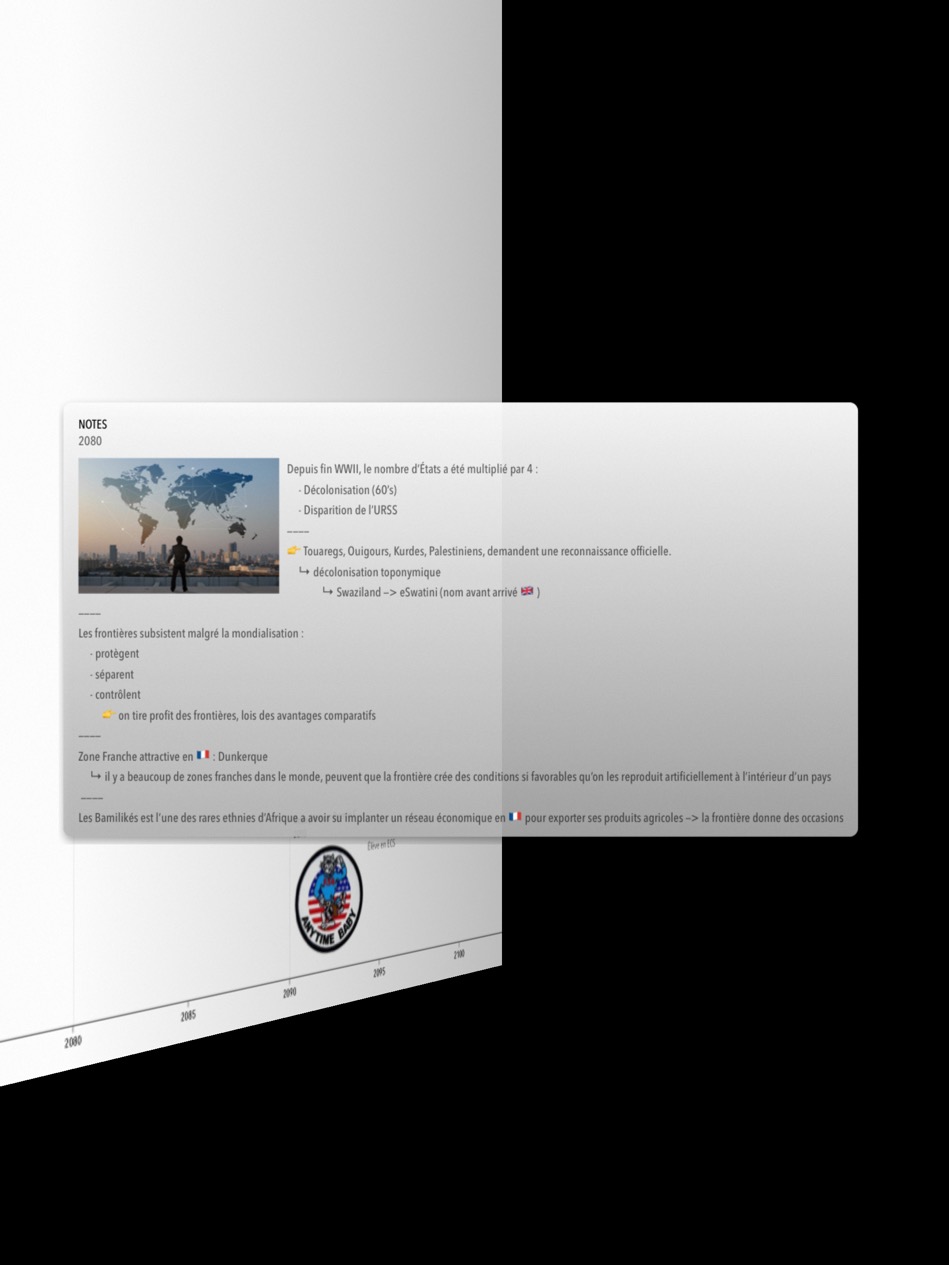 NOTES
2080
Depuis fin WWII, le nombre d'États a été multiplié par 4 :
- Décolonisation (60's)
- Disparition de l'URSS
----
👉 Touaregs, Ouigours, Kurdes, Palestiniens, demandent une reconnaissance officielle.
↳ décolonisation toponymique
↳ Swaziland –> eSwatini (nom avant arrivé 🇬🇧 )
----
Les frontières subsistent malgré la mondialisation :
- protègent
- séparent
- contrôlent
👉 on tire profit des frontières, lois des avantages comparatifs
----
Zone Franche attractive en 🇫🇷 : Dunkerque
↳ il y a beaucoup de zones franches dans le monde, peuvent que la frontière crée des conditions si favorables qu'on les reproduit artificiellement à l'intérieur d'un pays
----
Les Bamilikés est l'une des rares ethnies d'Afrique a avoir su implanter un réseau économique en 🇫🇷 pour exporter ses produits agricoles –> la frontière donne des occasions
Élève en ECS
ANYTIME BABY
2080
2085
2090
2095
2100